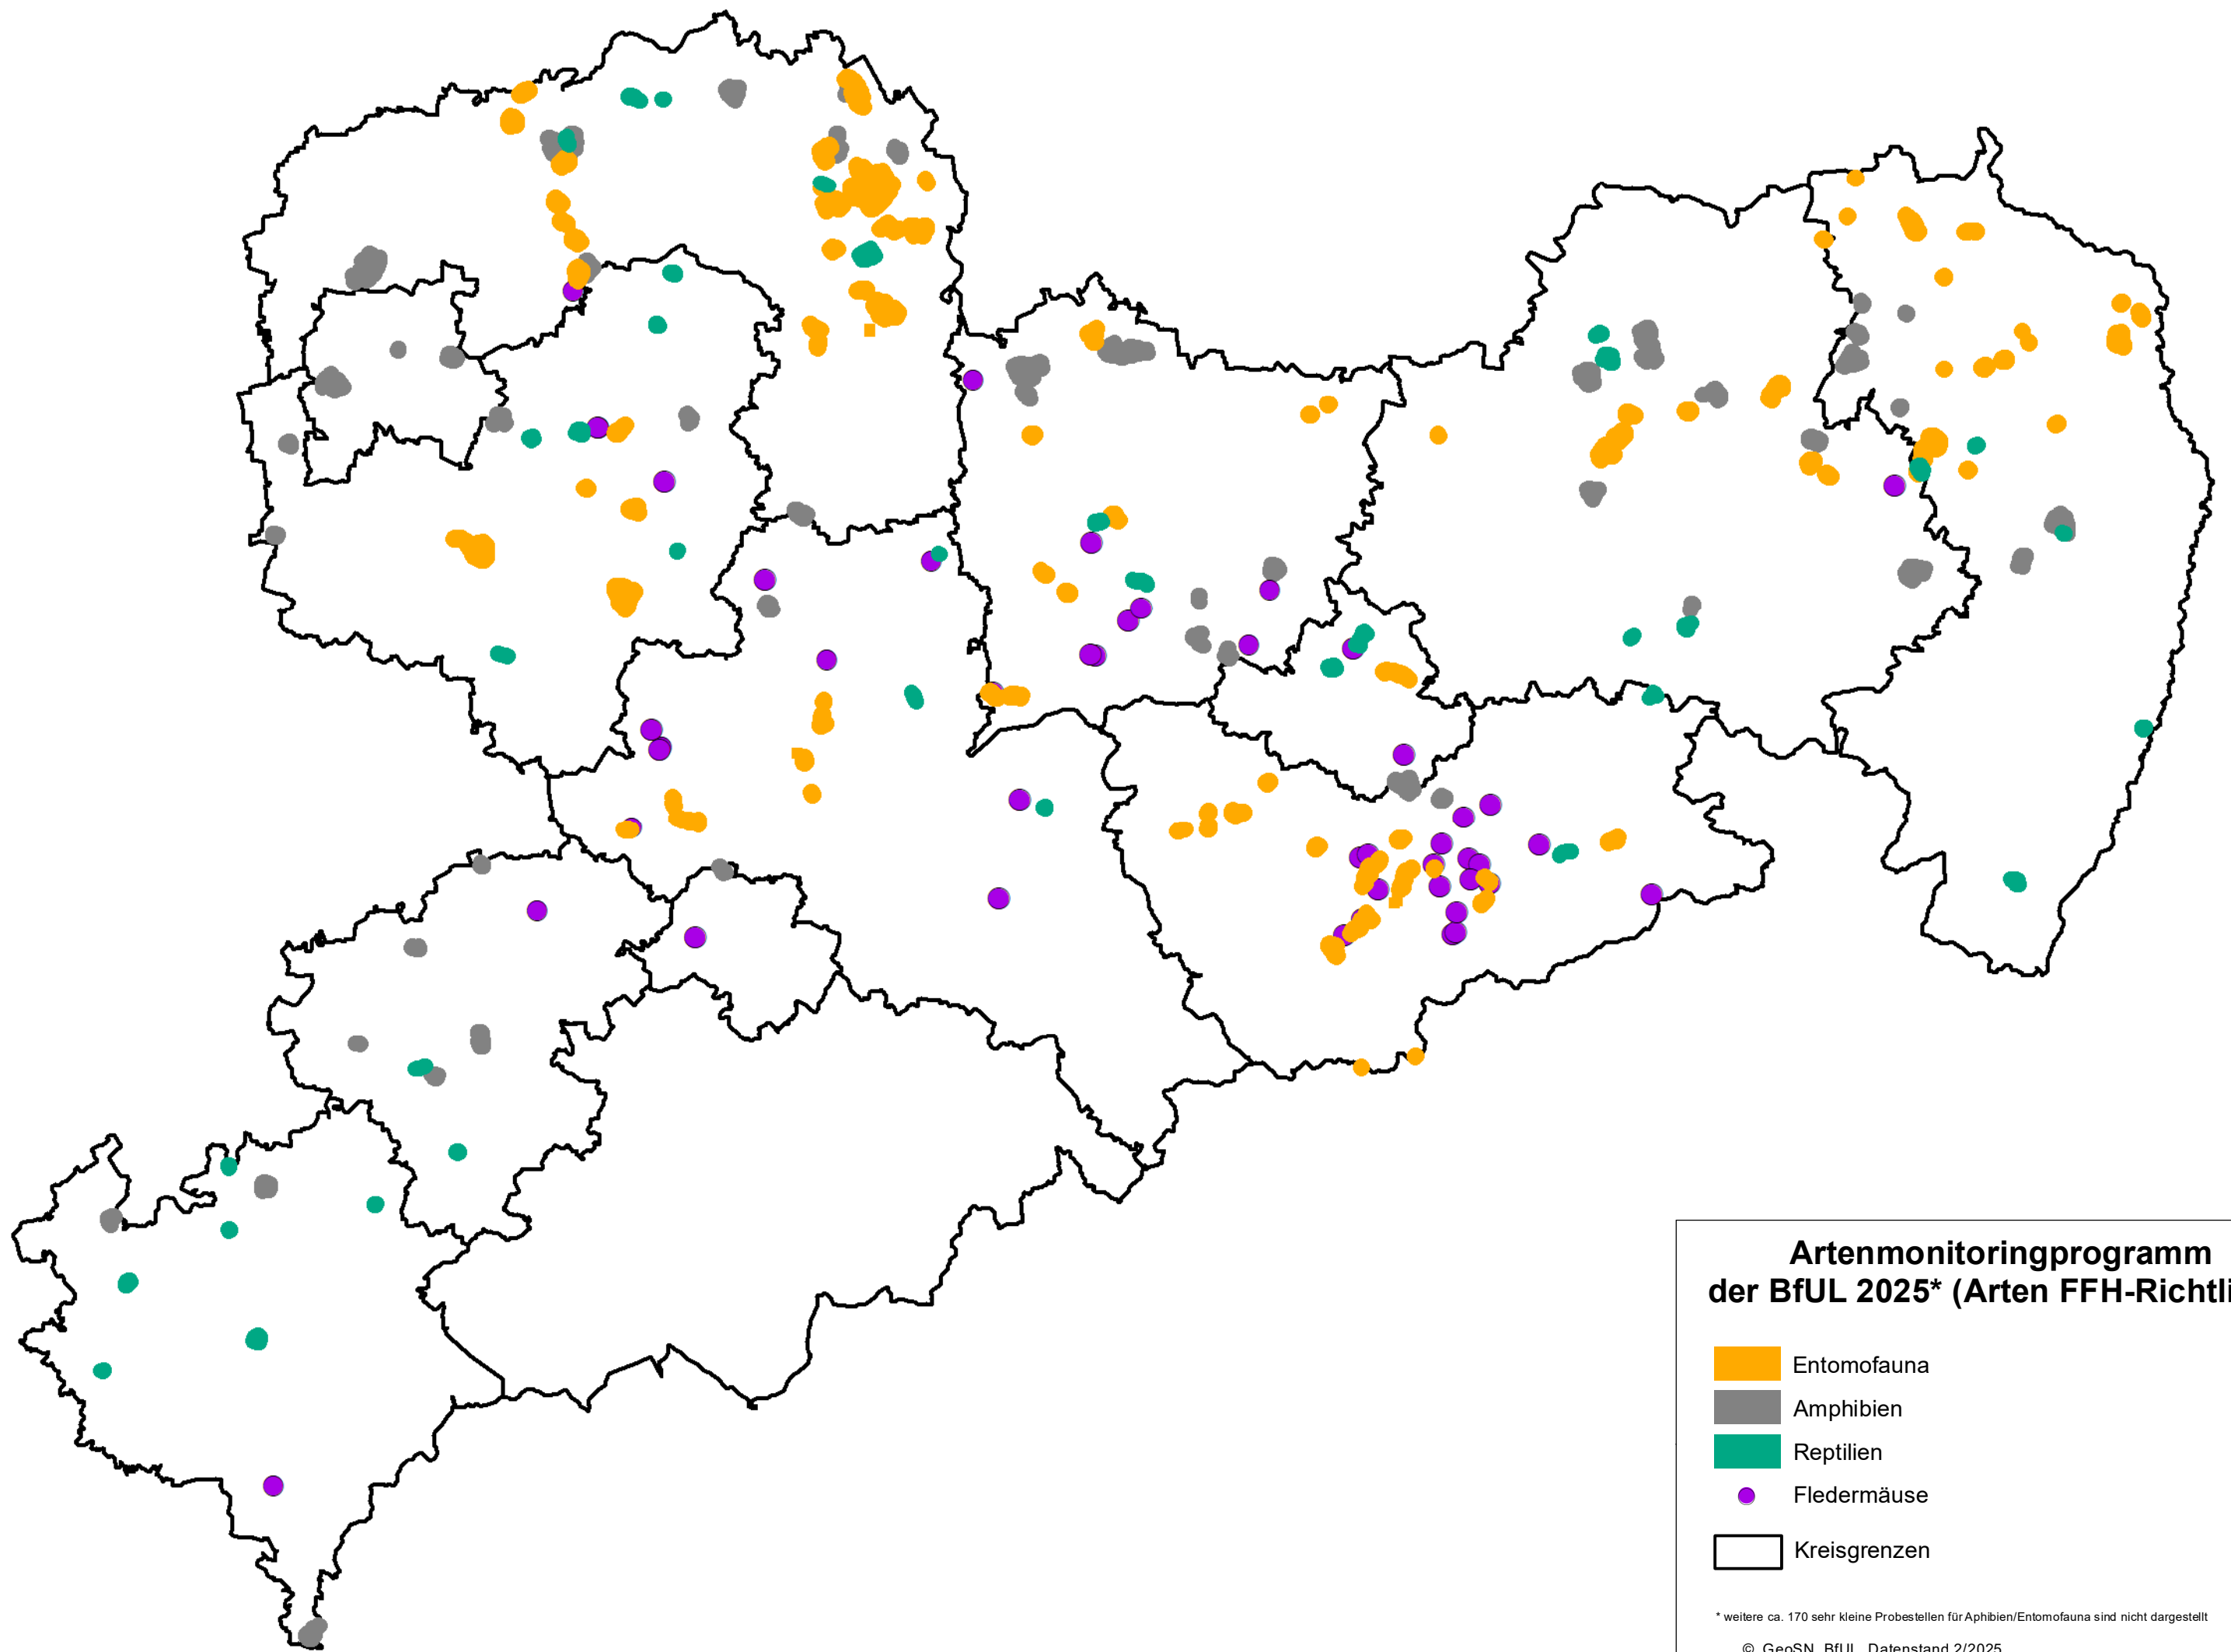 Artenmonitoringprogramm
der BfUL 2025* (Arten FFH-Richtli
Entomofauna
Amphibien
Reptilien
Fledermäuse
Kreisgrenzen
* weitere ca. 170 sehr kleine Probestellen für Aphibien/Entomofauna sind nicht dargestellt
© GeoSN, BfUL, Datenstand 2/2025